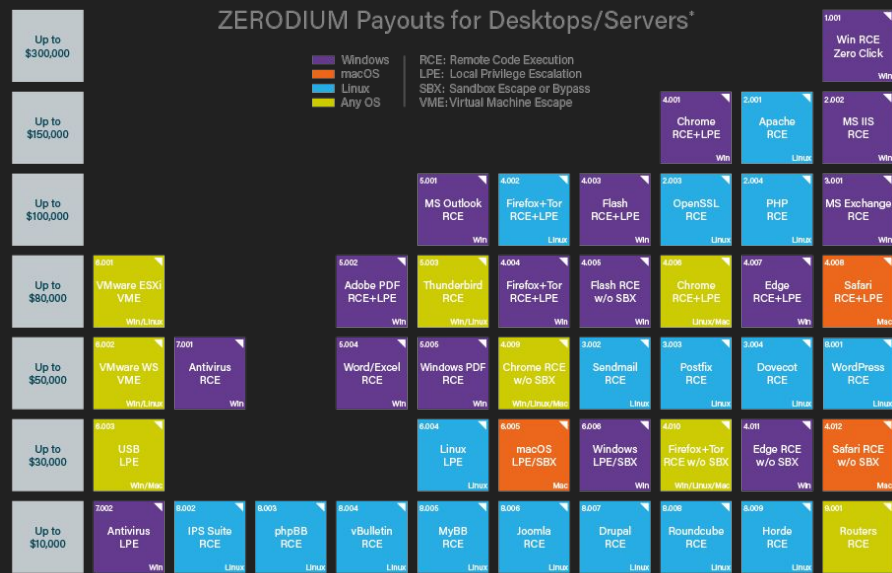 ZERODIUM Payouts for Desktops/Servers*
Windows
macOS
Linux
Any OS
RCE: Remote Code Execution
LPE: Local Privilege Escalation
SBX: Sandbox Escape or Bypass
VME: Virtual Machine Escape
Up to
$300,000
1.001
Win RCE
Zero Click
Win
Up to
$150,000
4.001
Chrome
RCE+LPE
Win
2.001
Apache
RCE
Linux
2.002
MS IIS
RCE
Win
Up to
$100,000
5.001
MS Outlook
RCE
Win
4.002
Firefox+Tor
RCE+LPE
Linux
4.003
Flash
RCE+LPE
Win
2.003
OpenSSL
RCE
Linux
2.004
PHP
RCE
Linux
3.001
MS Exchange
RCE
Win
Up to
$80,000
6.001
VMware ESXi
VME
Win/Linux
5.002
Adobe PDF
RCE+LPE
Win
5.003
Thunderbird
RCE
Win/Linux
4.004
Firefox+Tor
RCE+LPE
Win
4.005
Flash RCE
w/o SBX
Win
4.006
Chrome
RCE+LPE
Linux/Mac
4.007
Edge
RCE+LPE
Win
4.008
Safari
RCE+LPE
Mac
Up to
$50,000
6.002
VMware WS
VME
Win/Linux
7.001
Antivirus
RCE
Win
5.004
Word/Excel
RCE
Win
5.005
Windows PDF
RCE
Win
4.009
Chrome RCE
w/o SBX
Win/Linux/Mac
3.002
Sendmail
RCE
Linux
3.003
Postfix
RCE
Linux
3.004
Dovecot
RCE
Linux
8.001
WordPress
RCE
Linux
Up to
$30,000
6.003
USB
LPE
Win/Mac
6.004
Linux
LPE
Linux
6.005
macOS
LPE/SBX
Mac
6.006
Windows
LPE/SBX
Win
4.010
Firefox+Tor
RCE w/o SBX
Win/Linux/Mac
4.011
Edge RCE
w/o SBX
Win
4.012
Safari RCE
w/o SBX
Mac
Up to
$10,000
7.002
Antivirus
LPE
Win
8.002
IPS Suite
RCE
Linux
8.003
phpBB
RCE
Linux
8.004
vBulletin
RCE
Linux
8.005
MyBB
RCE
Linux
8.006
Joomla
RCE
Linux
8.007
Drupal
RCE
Linux
8.008
Roundcube
RCE
Linux
8.009
Horde
RCE
Linux
9.001
Routers
RCE